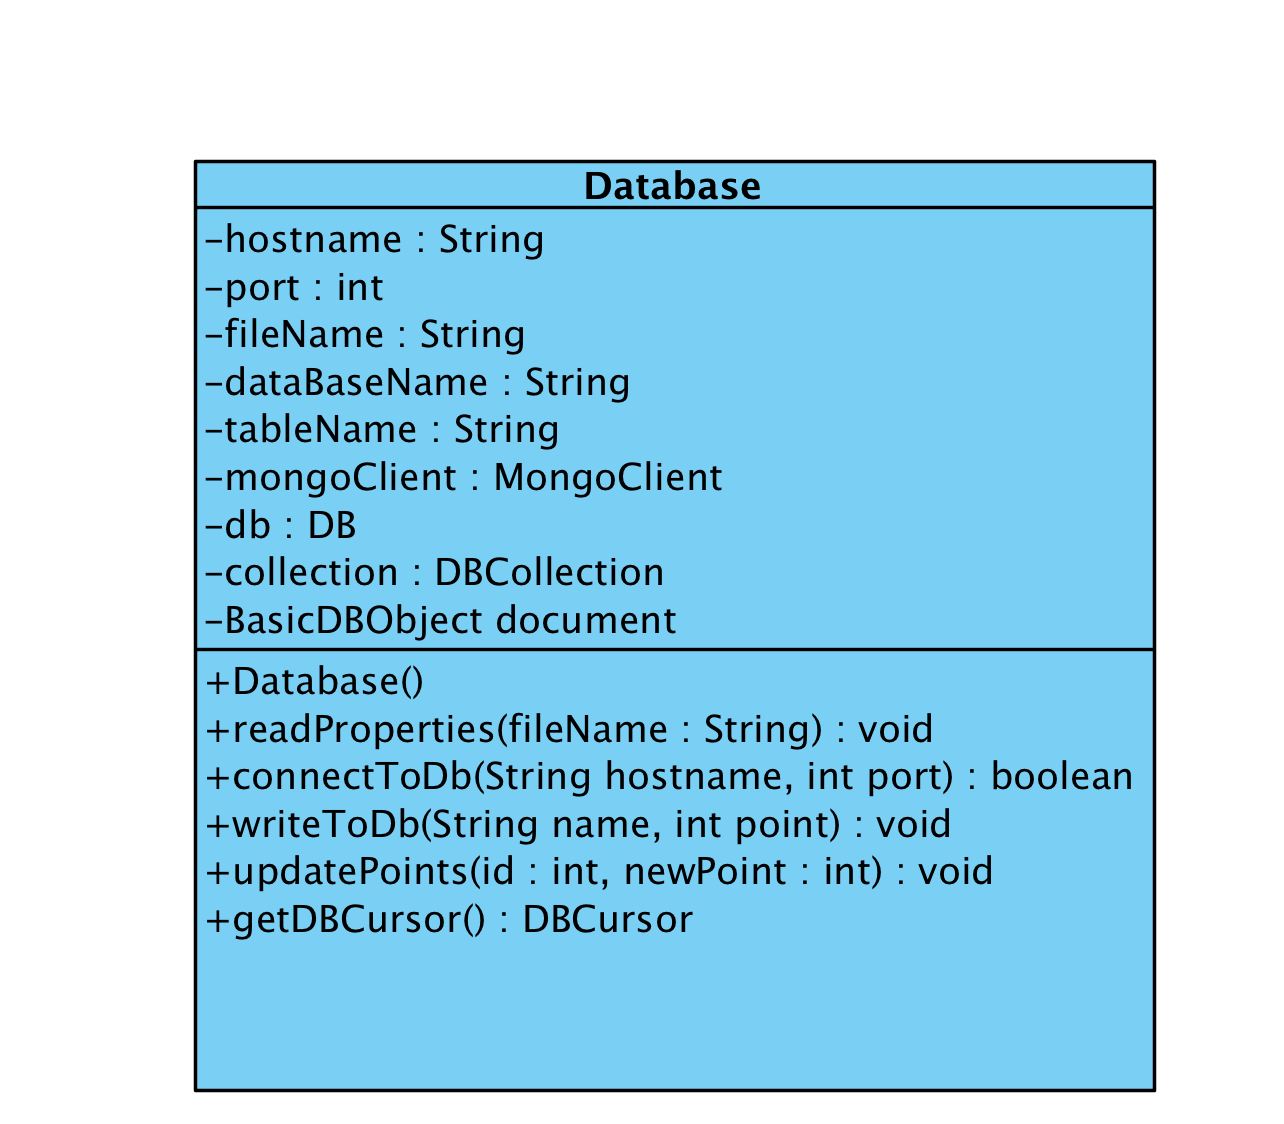 Database
-hostname : String
-port : int
-fileName : String
-dataBaseName : String
-tableName : String
-mongoClient : MongoClient
-db : DB
-collection : DBCollection
-BasicDBObject document
+Database()
+readProperties(fileName : String) : void
+connectToDb(String hostname, int port) : boolean
+writeToDb(String name, int point) : void
+updatePoints(id : int, newPoint : int) : void
+getDBCursor() : DBCursor